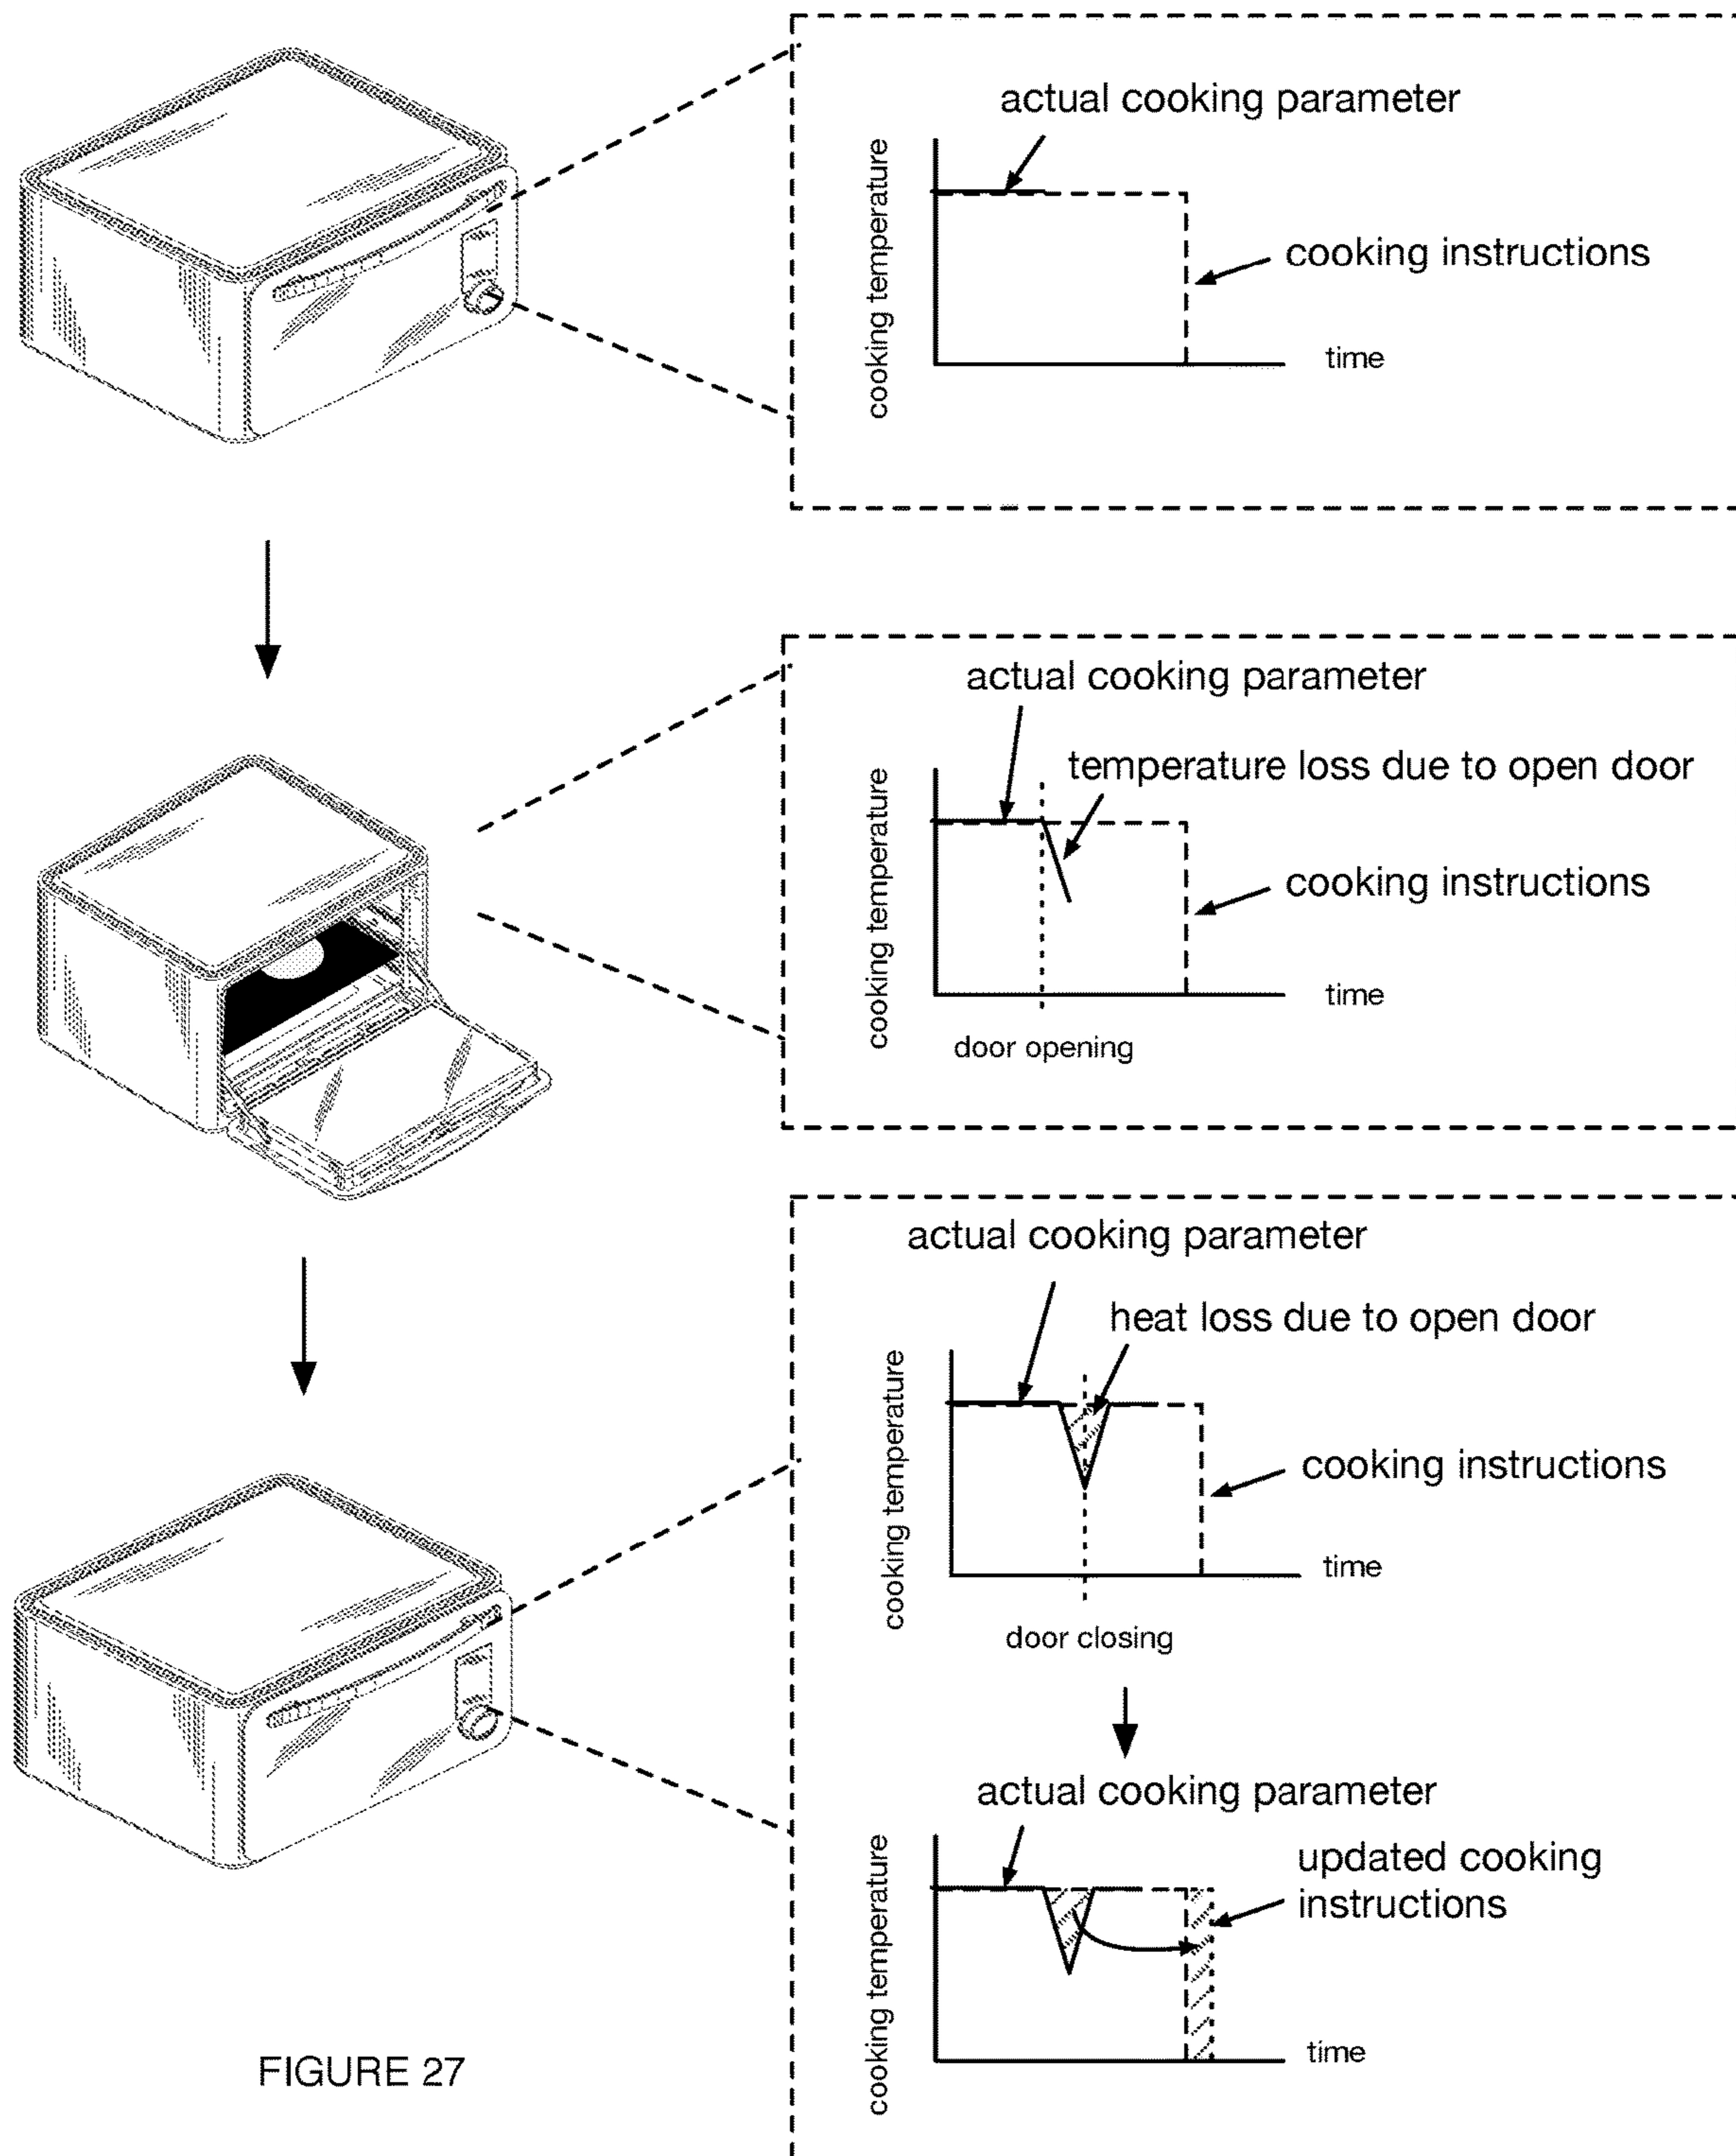 actual cooking parameter
cooking temperature
cooking instructions
time
actual cooking parameter
temperature loss due to open door
cooking temperature
cooking instructions
time
door opening
actual cooking parameter
heat loss due to open door
cooking temperature
cooking instructions
time
door closing
actual cooking parameter
updated cooking
instructions
cooking temperature
time
FIGURE 27